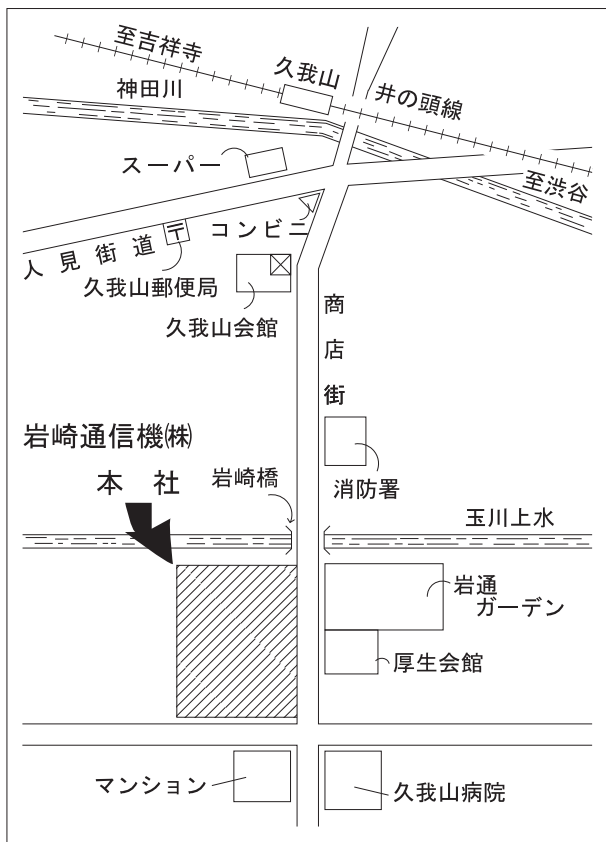 至吉祥寺
久我山
井の頭線
神田川
スーパー
至渋谷
コンビニ
人見街道
〒
久我山郵便局
久我山会館
商店街
岩崎通信機㈱
本 社
岩崎橋
消防署
玉川上水
岩通
ガーデン
厚生会館
マンション
久我山病院